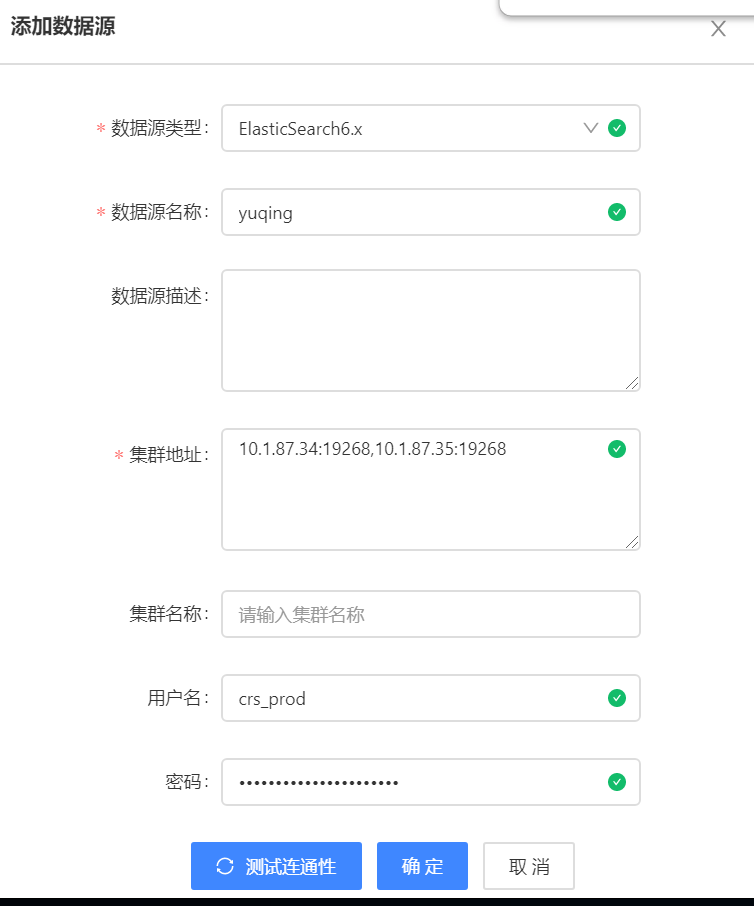 添加数据源
* 数据源类型: ElasticSearch6.x
* 数据源名称: yuqing
数据源描述:
* 集群地址: 10.1.87.34:19268,10.1.87.35:19268
集群名称: 请输入集群名称
用户名: crs_prod
密码: ••••••••••••••••••••••
测试连通性 确 定 取 消